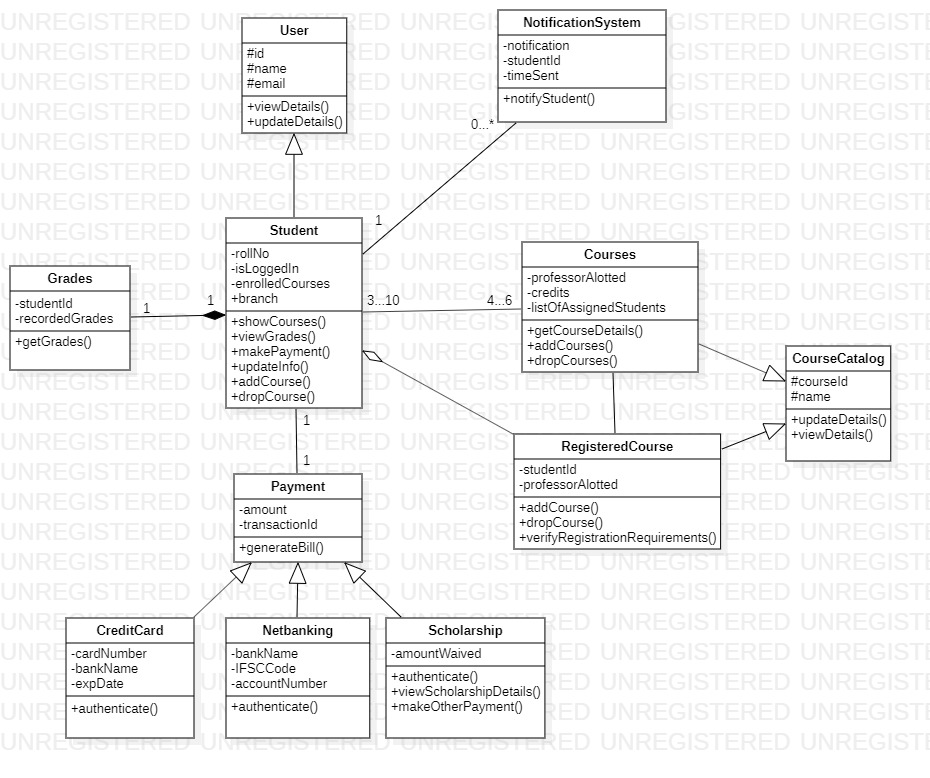 User
#id
#name
#email
+viewDetails()
+updateDetails()
NotificationSystem
-notification
-studentId
-timeSent
+notifyStudent()
0...*
1
Student
-rollNo
-isLoggedIn
-enrolledCourses
+branch
+showCourses()
+viewGrades()
+makePayment()
+updateInfo()
+addCourse()
+dropCourse()
Grades
-studentId
-recordedGrades
+getGrades()
1
1
3...10
4...6
Courses
-professorAlotted
-credits
-listOfAssignedStudents
+getCourseDetails()
+addCourses()
+dropCourses()
CourseCatalog
#courseId
#name
+updateDetails()
+viewDetails()
RegisteredCourse
-studentId
-professorAlotted
+addCourse()
+dropCourse()
+verifyRegistrationRequirements()
1
1
Payment
-amount
-transactionId
+generateBill()
CreditCard
-cardNumber
-bankName
-expDate
+authenticate()
Netbanking
-bankName
-IFSCCode
-accountNumber
+authenticate()
Scholarship
-amountWaived
+authenticate()
+viewScholarshipDetails()
+makeOtherPayment()
UNREGISTERED